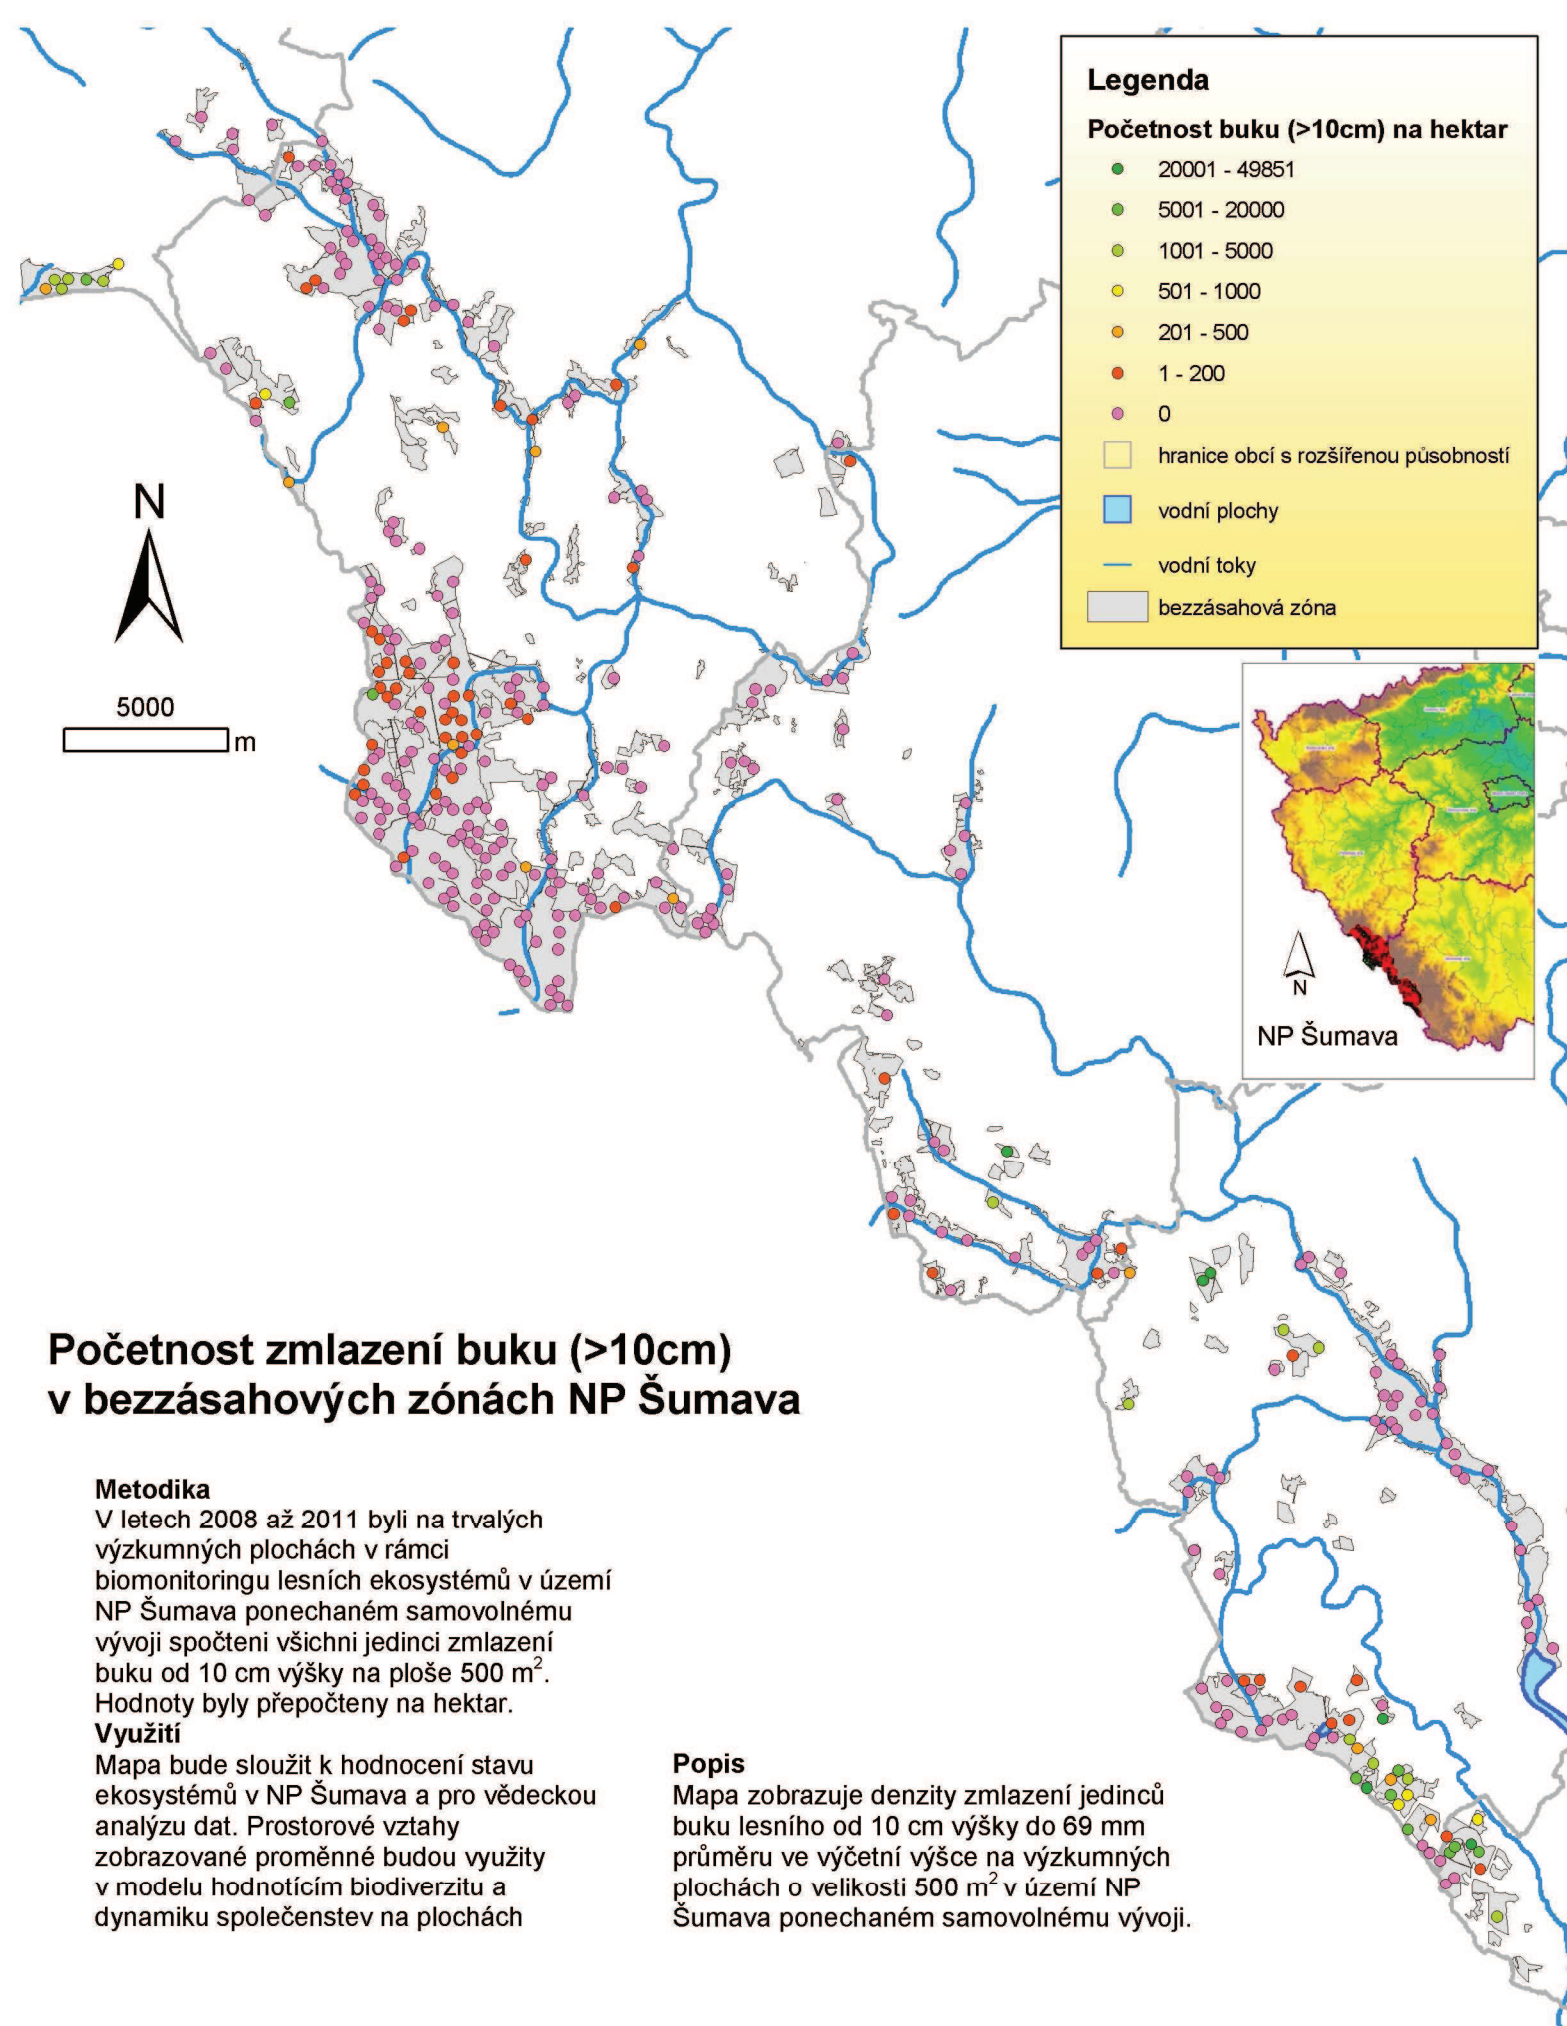 Legenda
Početnost buku (>10cm) na hektar
20001 - 49851
5001 - 20000
1001 - 5000
501 - 1000
201 - 500
1 - 200
0
hranice obcí s rozšířenou působností
vodní plochy
vodní toky
bezzásahová zóna
N
5000
m
N
NP Šumava
Početnost zmlazení buku (>10cm)
v bezzásahových zónách NP Šumava
Metodika
V letech 2008 až 2011 byli na trvalých
výzkumných plochách v rámci
biomonitoringu lesních ekosystémů v území
NP Šumava ponechaném samovolnému
vývoji spočteni všichni jedinci zmlazení
buku od 10 cm výšky na ploše 500 m².
Hodnoty byly přepočteny na hektar.
Využití
Mapa bude sloužit k hodnocení stavu
ekosystémů v NP Šumava a pro vědeckou
analýzu dat. Prostorové vztahy
zobrazované proměnné budou využity
v modelu hodnotícím biodiverzitu a
dynamiku společenstev na plochách
Popis
Mapa zobrazuje denzity zmlazení jedinců
buku lesního od 10 cm výšky do 69 mm
průměru ve výčetní výšce na výzkumných
plochách o velikosti 500 m² v území NP
Šumava ponechaném samovolnému vývoji.